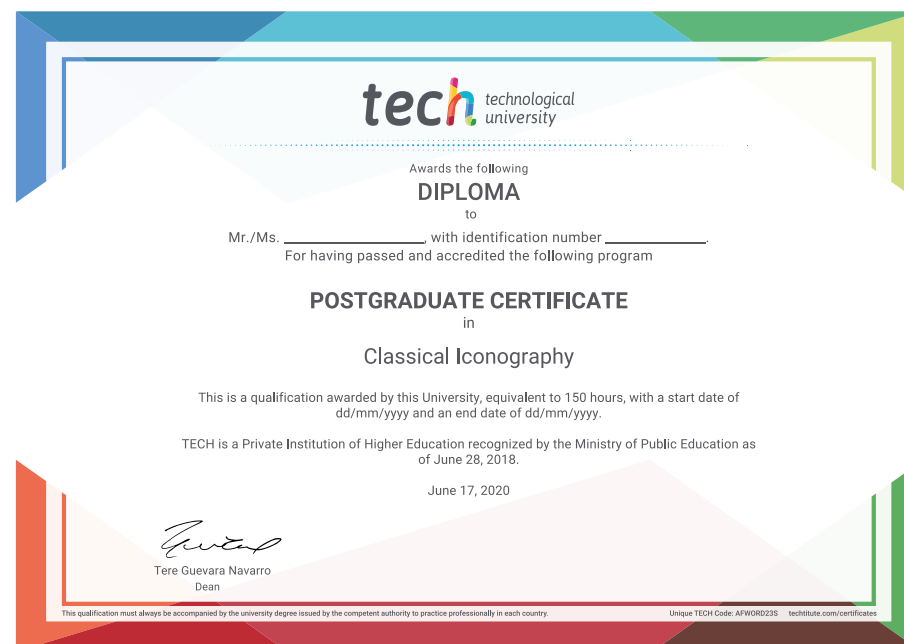 tech technological
university
Awards the following
DIPLOMA
to
Mr./Ms. ____________________, with identification number ______________.
For having passed and accredited the following program
POSTGRADUATE CERTIFICATE
in
Classical Iconography
This is a qualification awarded by this University, equivalent to 150 hours, with a start date of
dd/mm/yyyy and an end date of dd/mm/yyyy.
TECH is a Private Institution of Higher Education recognized by the Ministry of Public Education as
of June 28, 2018.
June 17, 2020
Tere Guevara Navarro
Dean
This qualification must always be accompanied by the university degree issued by the competent authority to practice professionally in each country. Unique TECH Code: AFWORD23S techtitute.com/certificates